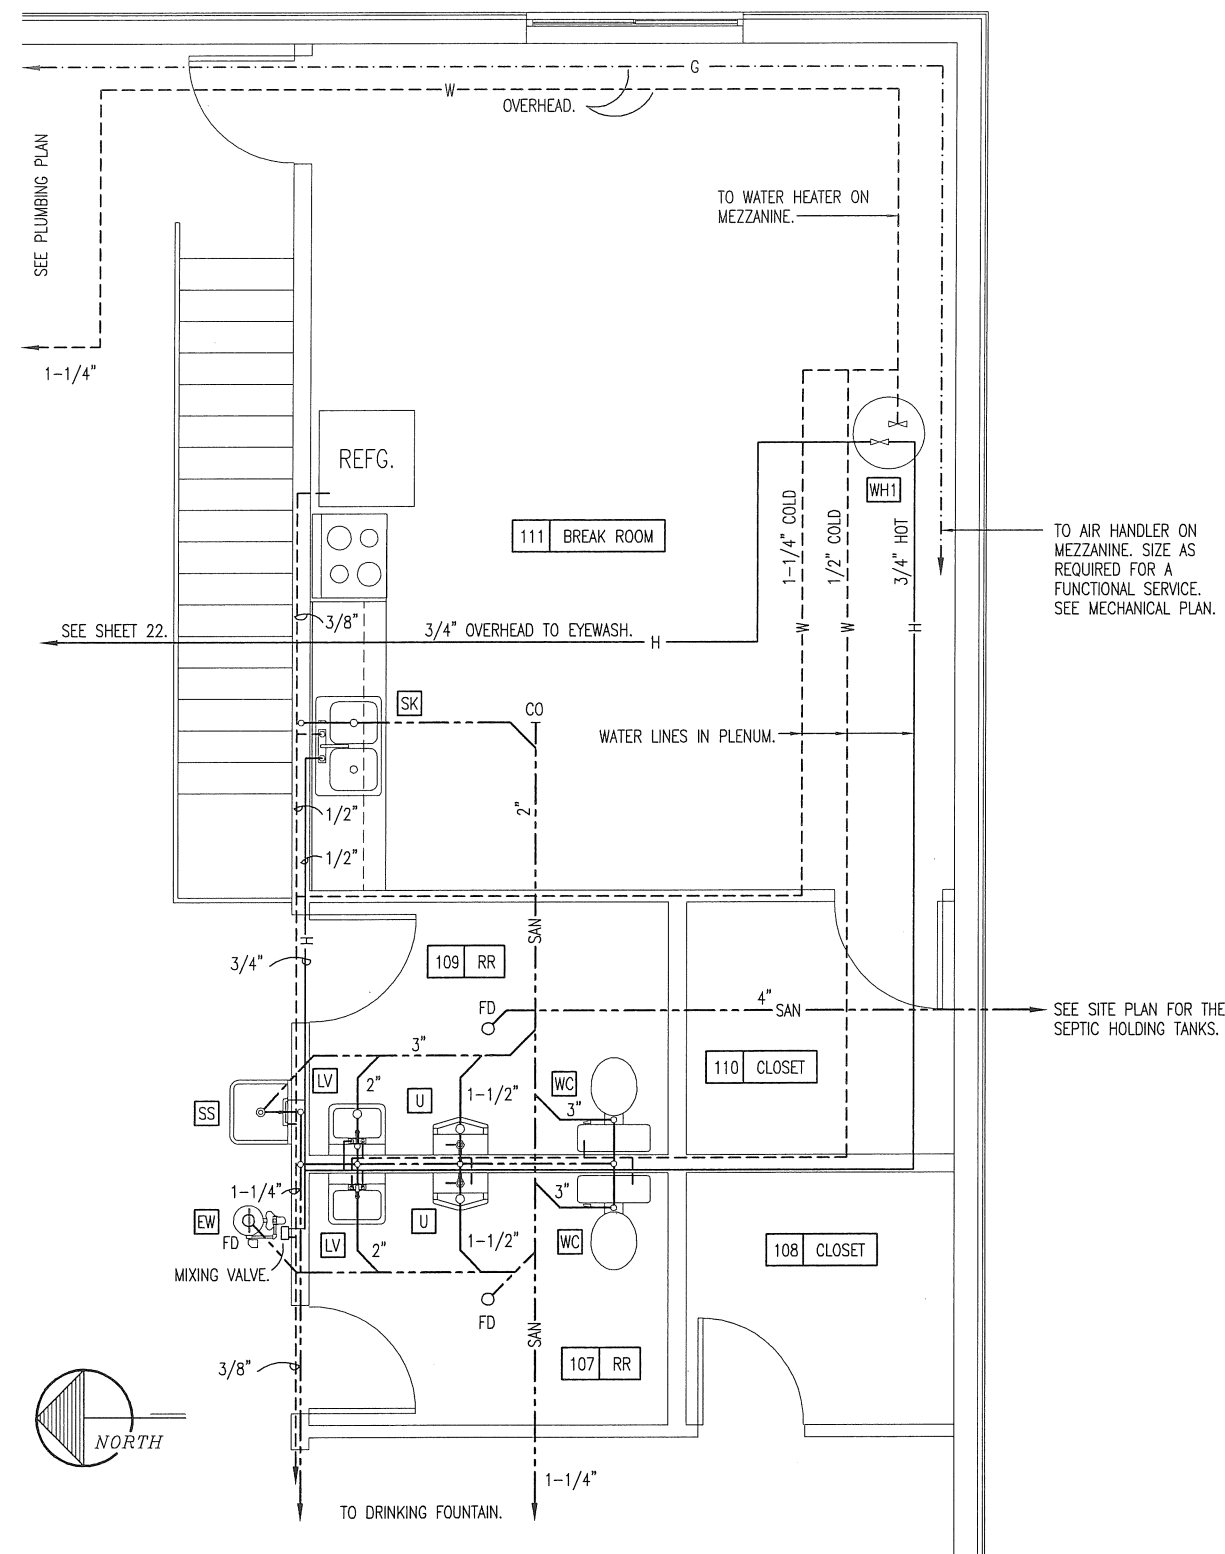 G
W
OVERHEAD.
SEE PLUMBING PLAN
TO WATER HEATER ON
MEZZANINE.
1-1/4"
REFG.
WH1
111 BREAK ROOM
1-1/4" COLD
1/2" COLD
3/4" HOT
TO AIR HANDLER ON
MEZZANINE. SIZE AS
REQUIRED FOR A
FUNCTIONAL SERVICE.
SEE MECHANICAL PLAN.
3/8"
SEE SHEET 22.
3/4" OVERHEAD TO EYEWASH.
H
W
W
H
SK
CO
WATER LINES IN PLENUM.
2"
1/2"
1/2"
H
SAN
3/4"
109 RR
FD
4"
SAN
SEE SITE PLAN FOR THE
SEPTIC HOLDING TANKS.
3"
110 CLOSET
LV
2"
U
1-1/2"
WC
3"
SS
1-1/4"
3"
EW
FD
LV
2"
U
1-1/2"
WC
108 CLOSET
MIXING VALVE.
FD
SAN
3/8"
107 RR
NORTH
1-1/4"
TO DRINKING FOUNTAIN.